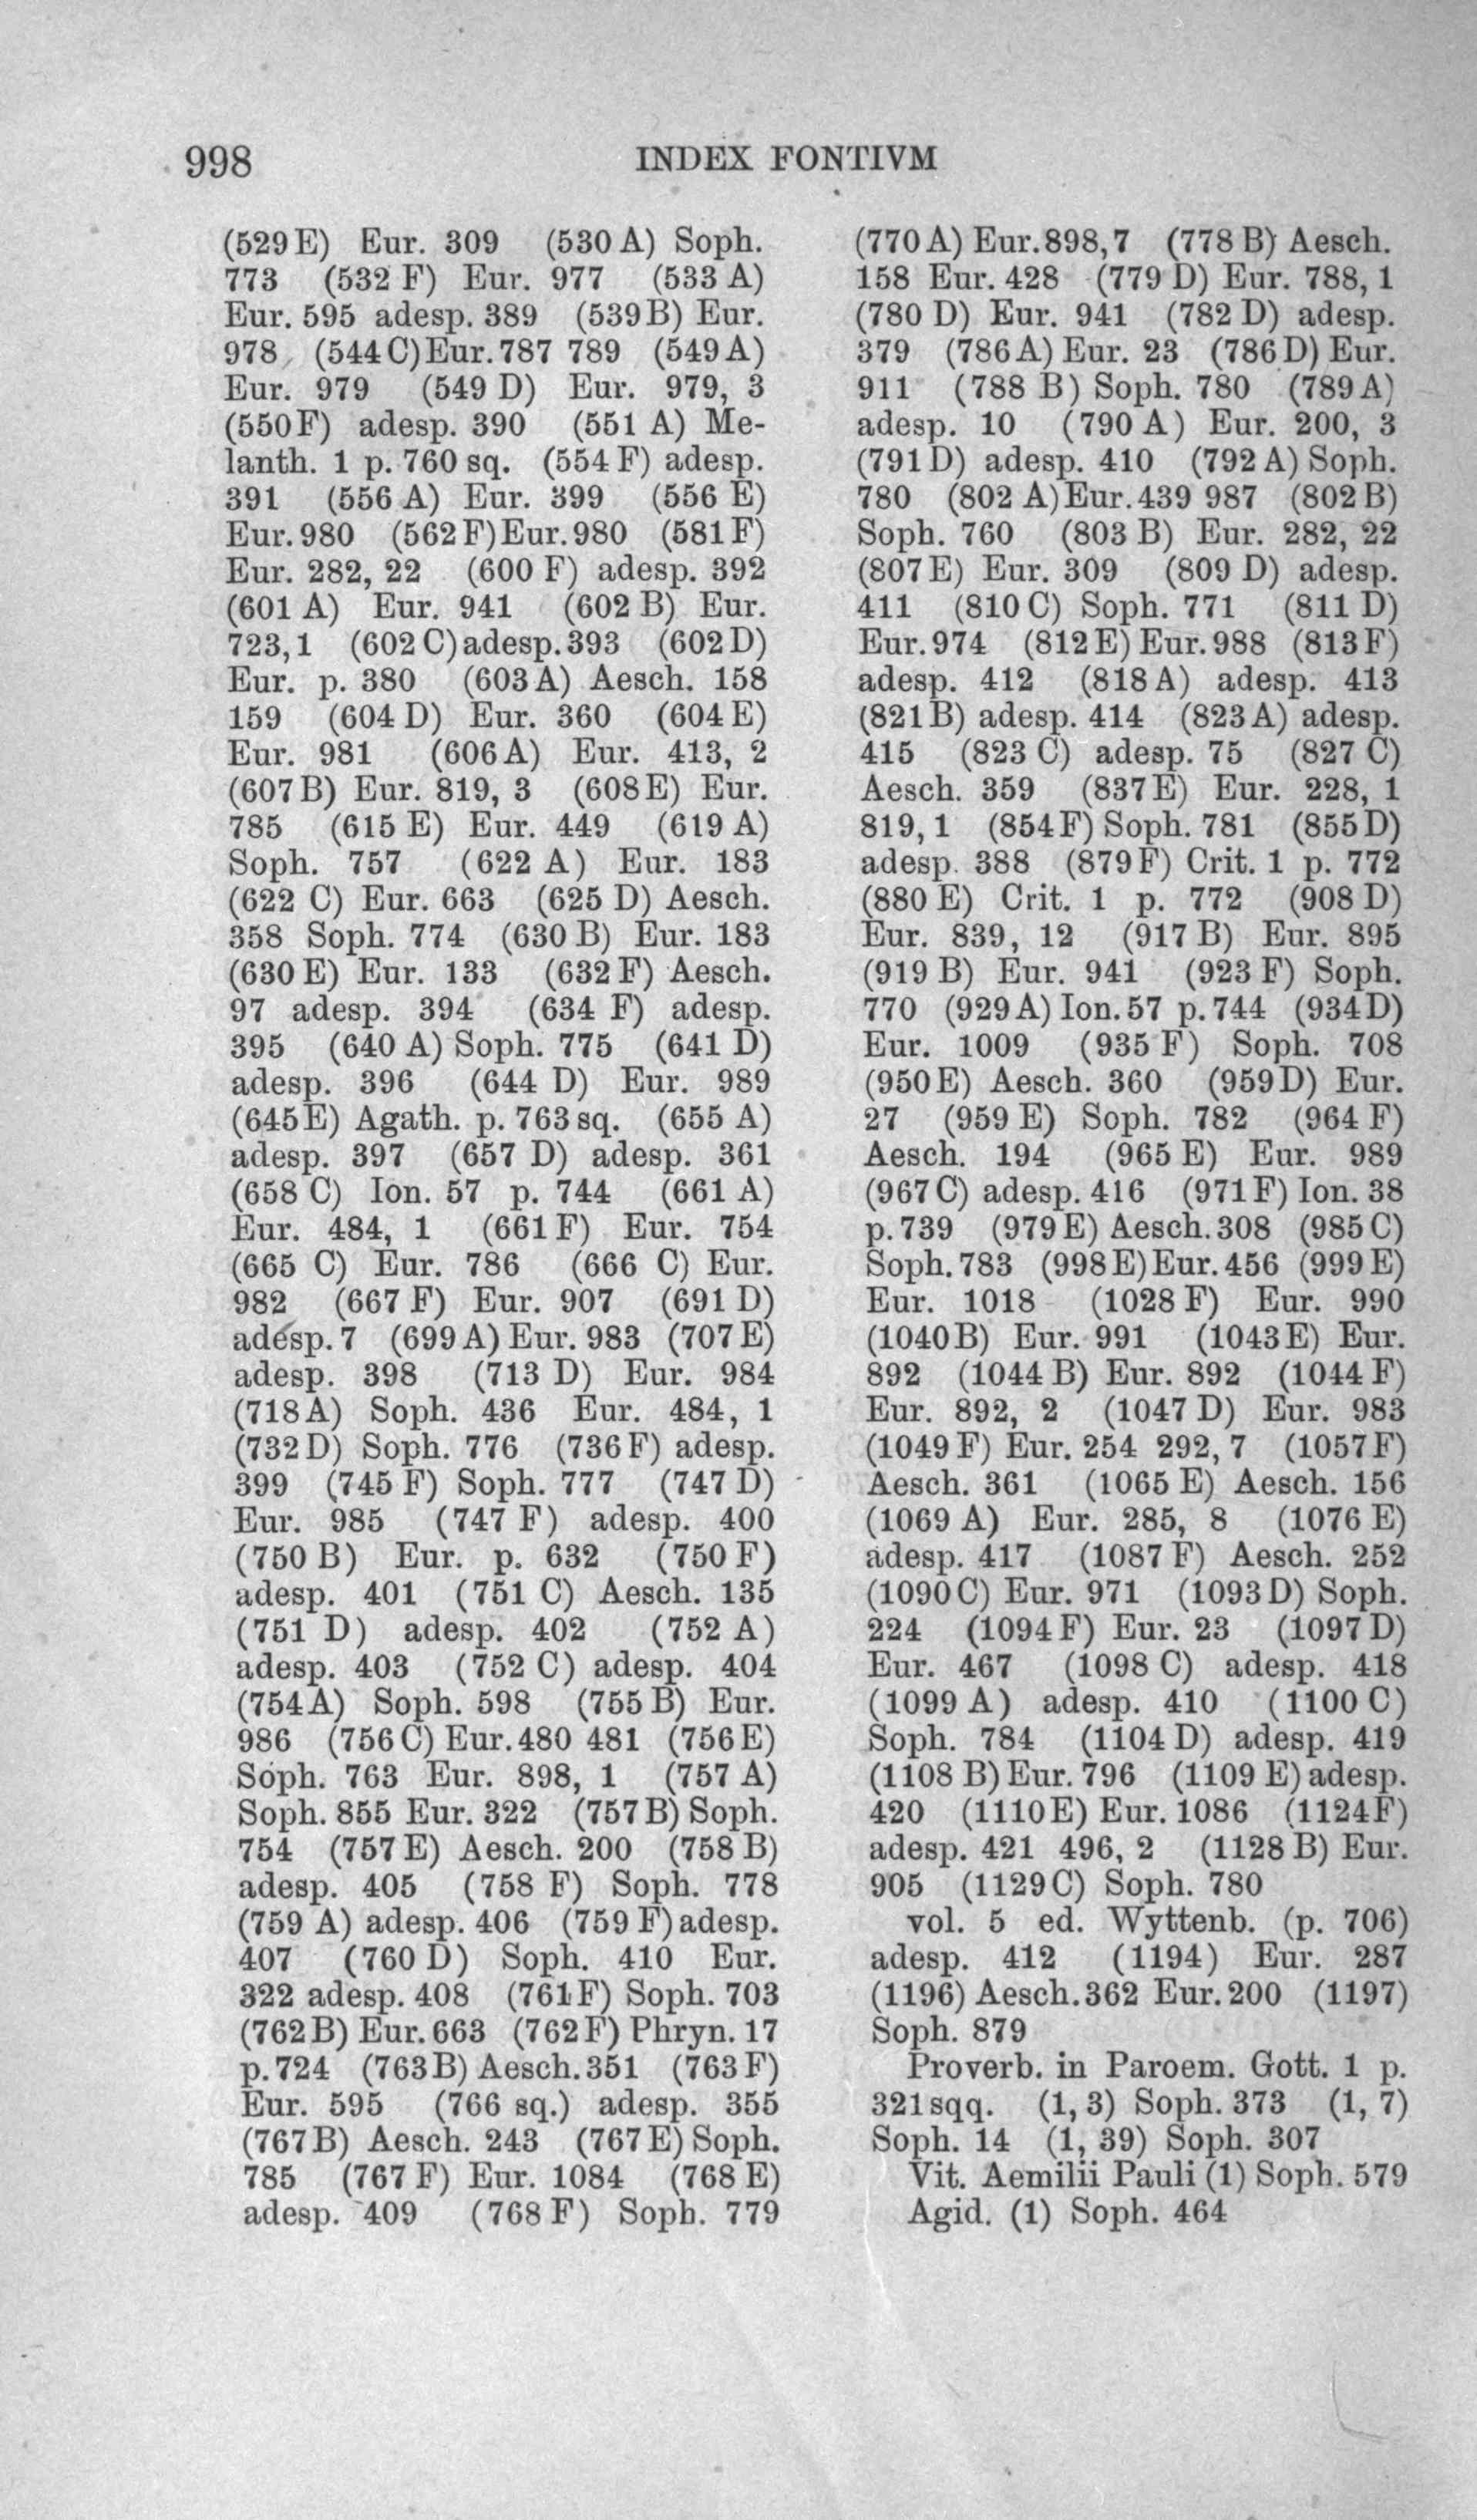 998
INDEX FONTIVM
(529 E) Eur. 309 (530 A) Soph.
773 (532 F) Eur. 977 (533 A)
Eur. 595 adesp. 389 (539 B) Eur.
978 (544 C) Eur. 787 789 (549 A)
Eur. 979 (549 D) Eur. 979, 3
(550 F) adesp. 390 (551 A) Me-
lanth. 1 p. 760 sq. (554 F) adesp.
391 (556 A) Eur. 399 (556 E)
Eur. 980 (562 F) Eur. 980 (581 F)
Eur. 282, 22 (600 F) adesp. 392
(601 A) Eur. 941 (602 B) Eur.
723, 1 (602 C) adesp. 393 (602 D)
Eur. p. 380 (603 A) Aesch. 158
159 (604 D) Eur. 360 (604 E)
Eur. 981 (606 A) Eur. 413, 2
(607 B) Eur. 819, 3 (608 E) Eur.
785 (615 E) Eur. 449 (619 A)
Soph. 757 (622 A) Eur. 183
(622 C) Eur. 663 (625 D) Aesch.
358 Soph. 774 (630 B) Eur. 183
(630 E) Eur. 133 (632 F) Aesch.
97 adesp. 394 (634 F) adesp.
395 (640 A) Soph. 775 (641 D)
adesp. 396 (644 D) Eur. 989
(645 E) Agath. p. 763 sq. (655 A)
adesp. 397 (657 D) adesp. 361
(658 C) Ion. 57 p. 744 (661 A)
Eur. 484, 1 (661 F) Eur. 754
(665 C) Eur. 786 (666 C) Eur.
982 (667 F) Eur. 907 (691 D)
adesp. 7 (699 A) Eur. 983 (707 E)
adesp. 398 (713 D) Eur. 984
(718 A) Soph. 436 Eur. 484, 1
(732 D) Soph. 776 (736 F) adesp.
399 (745 F) Soph. 777 (747 D)
Eur. 985 (747 F) adesp. 400
(750 B) Eur. p. 632 (750 F)
adesp. 401 (751 C) Aesch. 135
(751 D) adesp. 402 (752 A)
adesp. 403 (752 C) adesp. 404
(754 A) Soph. 598 (755 B) Eur.
986 (756 C) Eur. 480 481 (756 E)
Soph. 763 Eur. 898, 1 (757 A)
Soph. 855 Eur. 322 (757 B) Soph.
754 (757 E) Aesch. 200 (758 B)
adesp. 405 (758 F) Soph. 778
(759 A) adesp. 406 (759 F) adesp.
407 (760 D) Soph. 410 Eur.
322 adesp. 408 (761 F) Soph. 703
(762 B) Eur. 663 (762 F) Phryn. 17
p. 724 (763 B) Aesch. 351 (763 F)
Eur. 595 (766 sq.) adesp. 355
(767 B) Aesch. 243 (767 E) Soph.
785 (767 F) Eur. 1084 (768 E)
adesp. 409 (768 F) Soph. 779
(770 A) Eur. 898, 7 (778 B) Aesch.
158 Eur. 428 (779 D) Eur. 788, 1
(780 D) Eur. 941 (782 D) adesp.
379 (786 A) Eur. 23 (786 D) Eur.
911 (788 B) Soph. 780 (789 A)
adesp. 10 (790 A) Eur. 200, 3
(791 D) adesp. 410 (792 A) Soph.
780 (802 A) Eur. 439 987 (802 B)
Soph. 760 (803 B) Eur. 282, 22
(807 E) Eur. 309 (809 D) adesp.
411 (810 C) Soph. 771 (811 D)
Eur. 974 (812 E) Eur. 988 (813 F)
adesp. 412 (818 A) adesp. 413
(821 B) adesp. 414 (823 A) adesp.
415 (823 C) adesp. 75 (827 C)
Aesch. 359 (837 E) Eur. 228, 1
819, 1 (854 F) Soph. 781 (855 D)
adesp. 388 (879 F) Crit. 1 p. 772
(880 E) Crit. 1 p. 772 (908 D)
Eur. 839, 12 (917 B) Eur. 895
(919 B) Eur. 941 (923 F) Soph.
770 (929 A) Ion. 57 p. 744 (934 D)
Eur. 1009 (935 F) Soph. 708
(950 E) Aesch. 360 (959 D) Eur.
27 (959 E) Soph. 782 (964 F)
Aesch. 194 (965 E) Eur. 989
(967 C) adesp. 416 (971 F) Ion. 38
p. 739 (979 E) Aesch. 308 (985 C)
Soph. 783 (998 E) Eur. 456 (999 E)
Eur. 1018 (1028 F) Eur. 990
(1040 B) Eur. 991 (1043 E) Eur.
892 (1044 B) Eur. 892 (1044 F)
Eur. 892, 2 (1047 D) Eur. 983
(1049 F) Eur. 254 292, 7 (1057 F)
Aesch. 361 (1065 E) Aesch. 156
(1069 A) Eur. 285, 8 (1076 E)
adesp. 417 (1087 F) Aesch. 252
(1090 C) Eur. 971 (1093 D) Soph.
224 (1094 F) Eur. 23 (1097 D)
Eur. 467 (1098 C) adesp. 418
(1099 A) adesp. 410 (1100 C)
Soph. 784 (1104 D) adesp. 419
(1108 B) Eur. 796 (1109 E) adesp.
420 (1110 E) Eur. 1086 (1124 F)
adesp. 421 496, 2 (1128 B) Eur.
905 (1129 C) Soph. 780
vol. 5 ed. Wyttenb. (p. 706)
adesp. 412 (1194) Eur. 287
(1196) Aesch. 362 Eur. 200 (1197)
Soph. 879
Proverb. in Paroem. Gott. 1 p.
321 sqq. (1, 3) Soph. 373 (1, 7)
Soph. 14 (1, 39) Soph. 307
Vit. Aemilii Pauli (1) Soph. 579
Agid. (1) Soph. 464